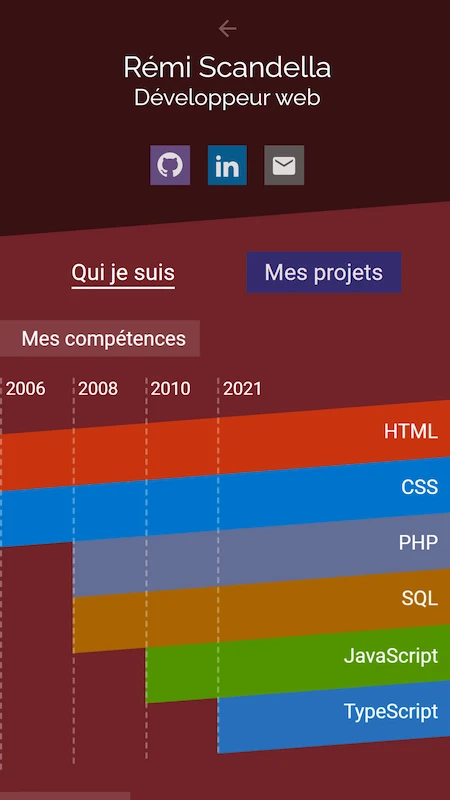 Rémi Scandella
Développeur web
in
Qui je suis
Mes projets
Mes compétences
2006 2008 2010 2021
HTML
CSS
PHP
SQL
JavaScript
TypeScript